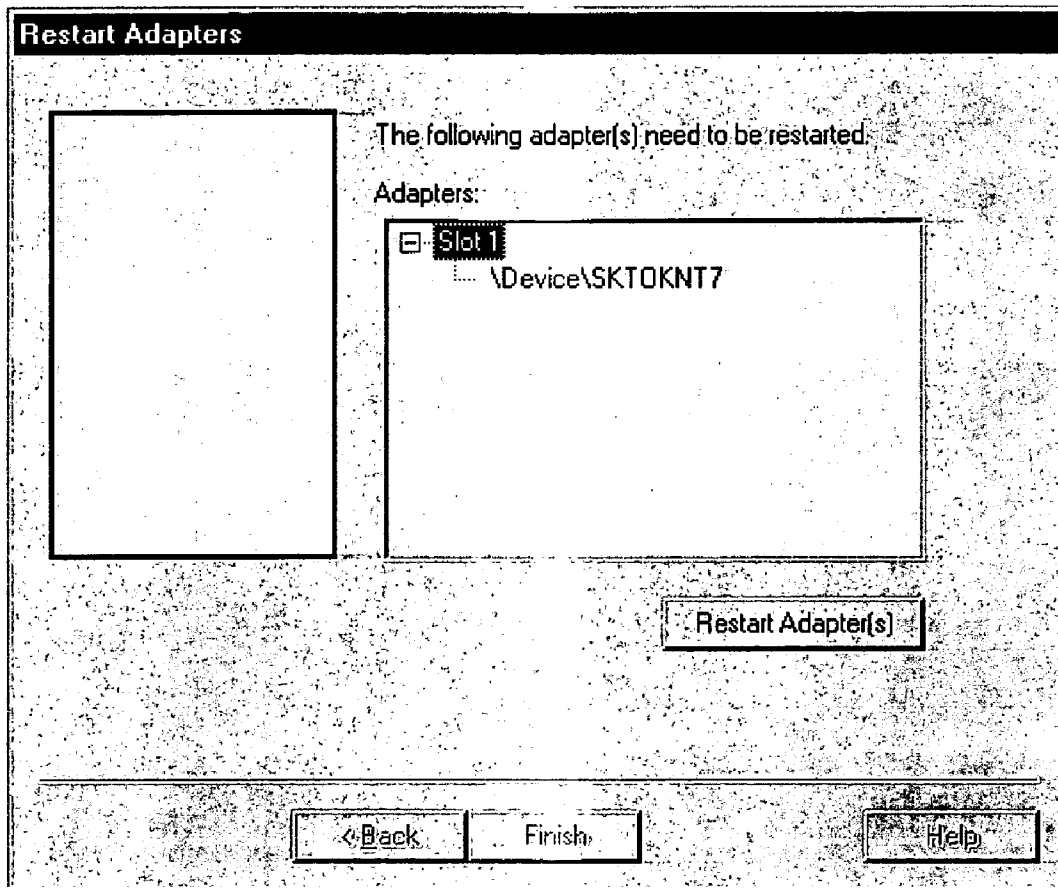 Restart Adapters
The following adapter(s) need to be restarted.
Adapters:
Slot 1
\Device\SKTOKNT7
Restart Adapter(s)
< Back
Finish
Help